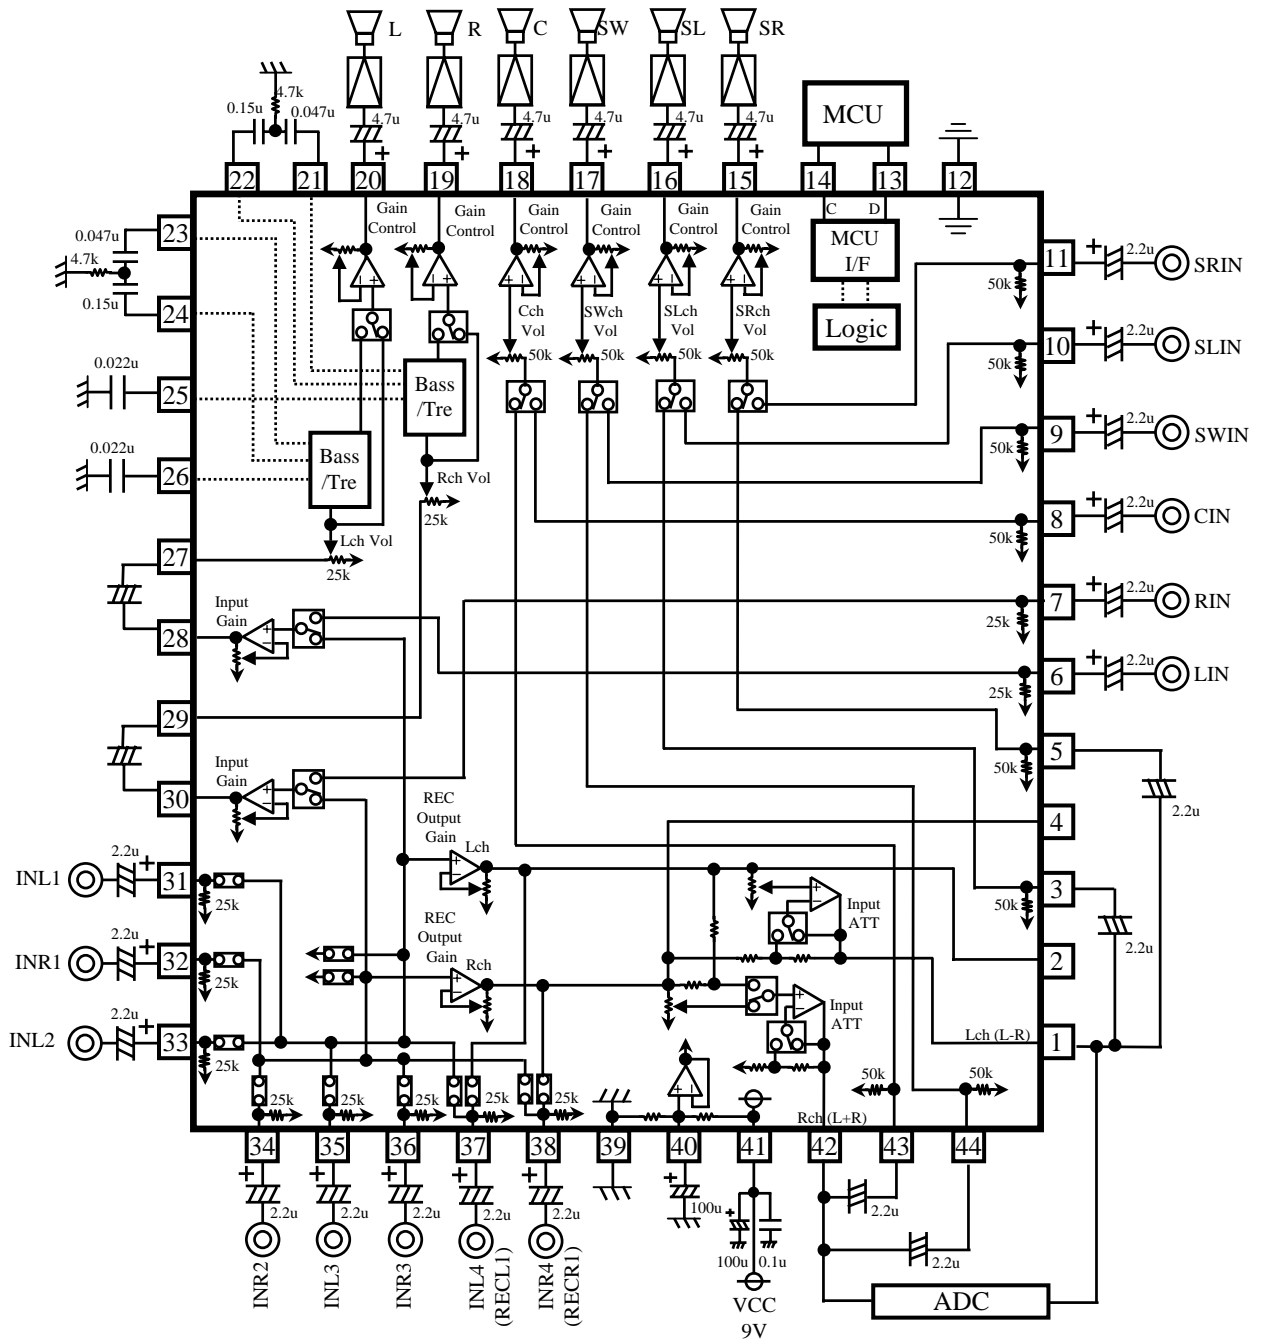 L R C SW SL SR
4.7k
0.15u 0.047u
4.7u 4.7u 4.7u 4.7u 4.7u 4.7u
MCU
+ + + + + +
22 21 20 19 18 17 16 15 14 13 12
C D
Gain Control
Gain Control
Gain Control
Gain Control
Gain Control
Gain Control
MCU
I/F
Logic
23
0.047u
4.7k
0.15u
24
0.022u
25
0.022u
26
27
28
29
30
+ -
+ -
+ -
+ -
+ -
+ -
Cch
Vol
SWch
Vol
SLch
Vol
SRch
Vol
50k 50k 50k 50k
Bass
/Tre
Bass
/Tre
Rch Vol
25k
Lch Vol
25k
11 + 2.2u SRIN
50k
10 + 2.2u SLIN
50k
9 + 2.2u SWIN
50k
8 + 2.2u CIN
50k
7 + 2.2u RIN
25k
6 + 2.2u LIN
25k
5
50k
2.2u
4
3
50k
2.2u
2
1
Lch (L-R)
Input
Gain
+
-
Input
Gain
+
-
REC
Output
Gain
Lch
+
-
REC
Output
Gain
Rch
+
-
+
-
Input
ATT
+
-
Input
ATT
INL1 2.2u + 31
25k
INR1 2.2u + 32
25k
INL2 2.2u + 33
25k
25k 25k 25k 25k 25k
+ -
50k 50k
Rch (L+R)
34 35 36 37 38 39 40 41 42 43 44
+ + + + + +
2.2u 2.2u 2.2u 2.2u 2.2u
100u
+
100u 0.1u
2.2u
2.2u
INR2
INL3
INR3
INL4
(RECL1)
INR4
(RECR1)
VCC
9V
ADC